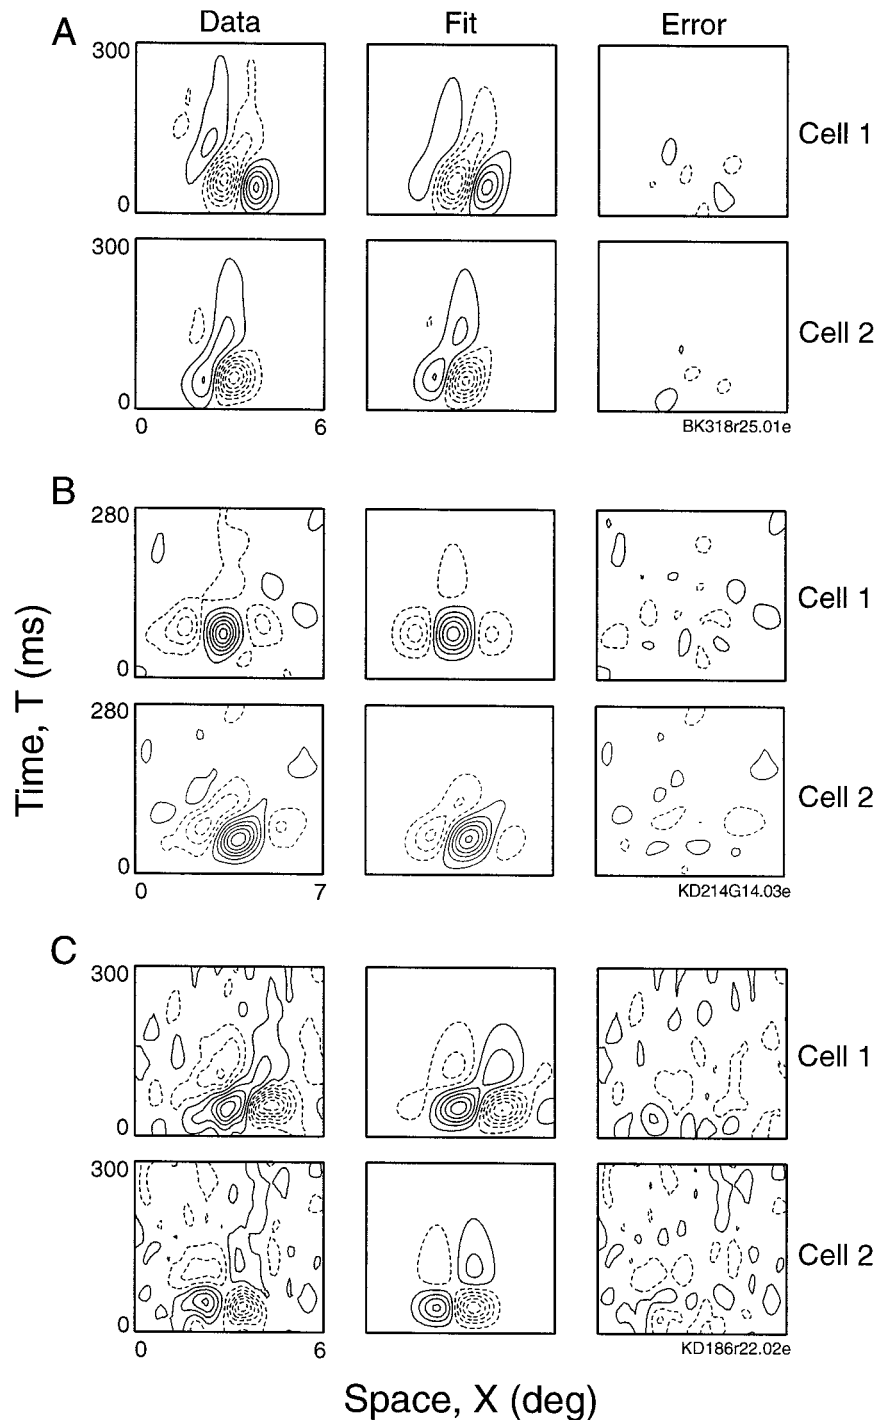 A
Data Fit Error
300
0
Cell 1
300
0
Cell 2
0 6
BK318r25.01e
B
280
0
Cell 1
280
0
Cell 2
0 7
KD214G14.03e
C
300
0
Cell 1
300
0
Cell 2
0 6
KD186r22.02e
Time, T (ms)
Space, X (deg)